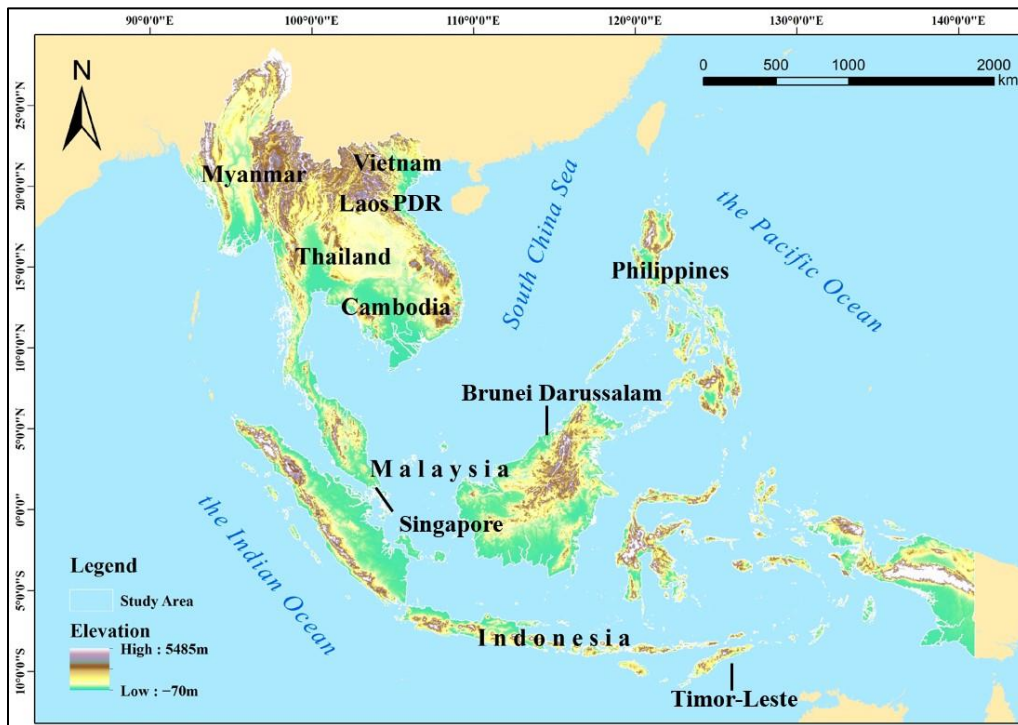 90°0'0"E 100°0'0"E 110°0'0"E 120°0'0"E 130°0'0"E 140°0'0"E
N
0 500 1000 2000
km
25°0'0"N
20°0'0"N
15°0'0"N
10°0'0"N
5°0'0"N
0°0'0"
5°0'0"S
10°0'0"S
Myanmar
Vietnam
Laos PDR
Thailand
Cambodia
South China Sea
Philippines
the Pacific Ocean
Brunei Darussalam
Malaysia
Singapore
the Indian Ocean
Indonesia
Timor-Leste
Legend
Study Area
Elevation
High : 5485m
Low : −70m